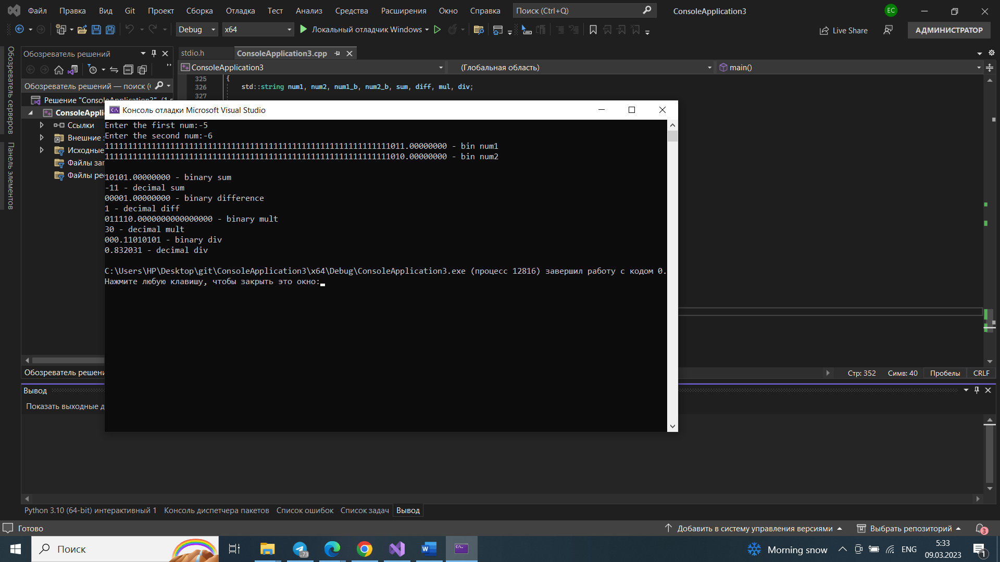 Файл Правка Вид Git Проект Сборка Отладка Тест Анализ Средства Расширения Окно Справка Поиск (Ctrl+Q) ConsoleApplication3 EC
Debug x64 Локальный отладчик Windows Live Share АДМИНИСТРАТОР
Обозреватель серверов
Панель элементов
Обозреватель решений
Обозреватель решений — поиск (
Решение "ConsoleApplication3" (1
ConsoleAppli
Ссылки
Внешние
Исходные
Файлы
Файлы
Обозреватель
stdio.h ConsoleApplication3.cpp
ConsoleApplication3 (Глобальная область) main()
325 {
326 std::string num1, num2, num1_b, num2_b, sum, diff, mul, div;
327
Консоль отладки Microsoft Visual Studio
Enter the first num:-5
Enter the second num:-6
1111111111111111111111111111111111111111111111111111111111111011.00000000 - bin num1
1111111111111111111111111111111111111111111111111111111111111010.00000000 - bin num2
10101.00000000 - binary sum
-11 - decimal sum
00001.00000000 - binary difference
1 - decimal diff
011110.0000000000000000 - binary mult
30 - decimal mult
000.11010101 - binary div
0.832031 - decimal div
C:\Users\HP\Desktop\git\ConsoleApplication3\x64\Debug\ConsoleApplication3.exe (процесс 12816) завершил работу с кодом 0.
Нажмите любую клавишу, чтобы закрыть это окно:
Стр: 352 Симв: 40 Пробелы CRLF
Вывод
Показать выходные
Python 3.10 (64-bit) интерактивный 1 Консоль диспетчера пакетов Список ошибок Список задач Вывод
Готово Добавить в систему управления версиями Выбрать репозиторий 3
Поиск ..73 Morning snow ENG 5:33
09.03.2023 1